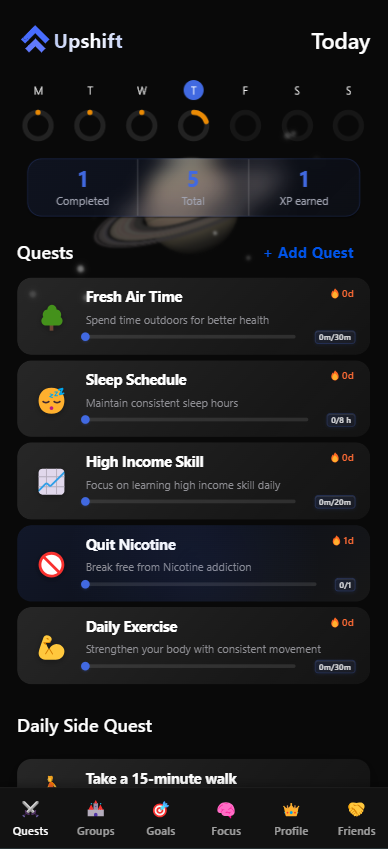 Upshift
Today
M T W T F S S
1 5 1
Completed Total XP earned
Quests + Add Quest
Fresh Air Time 0d
Spend time outdoors for better health
0m/30m
Sleep Schedule 0d
Maintain consistent sleep hours
0/8 h
High Income Skill 0d
Focus on learning high income skill daily
0m/20m
Quit Nicotine 1d
Break free from Nicotine addiction
0/1
Daily Exercise 0d
Strengthen your body with consistent movement
0m/30m
Daily Side Quest
Take a 15-minute walk
Quests Groups Goals Focus Profile Friends